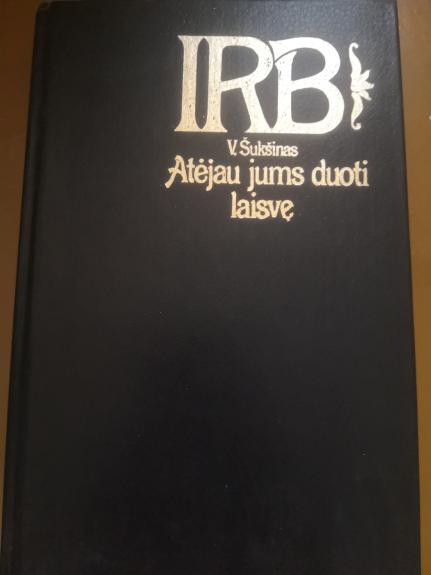 IRB
V. Šukšinas
Atėjau jums duoti
laisvę